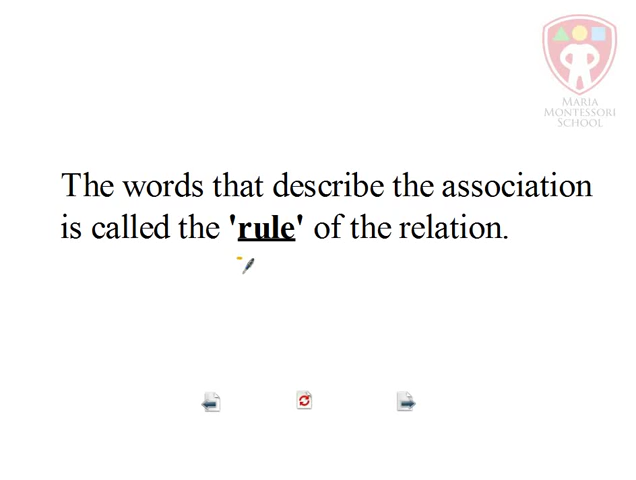 MARIA
MONTESSORI
SCHOOL
The words that describe the association
is called the 'rule' of the relation.